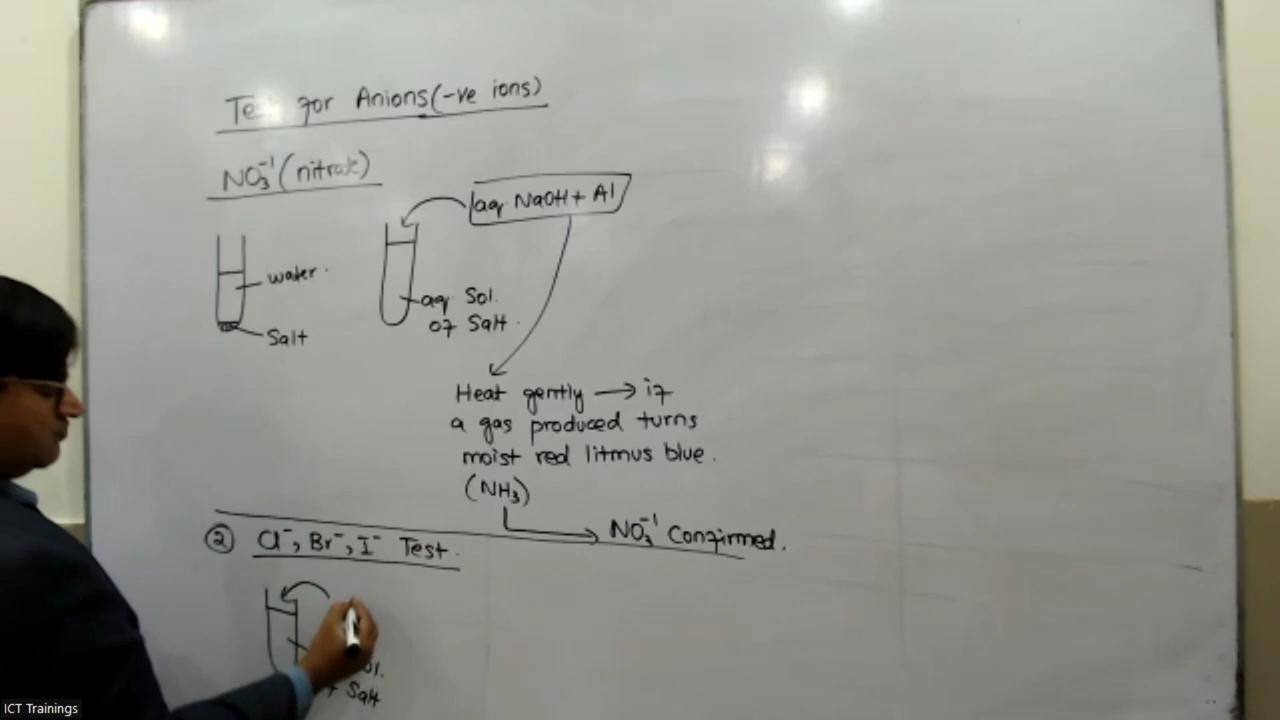 Test for Anions (-ve ions)
NO₃⁻¹ (nitrate)
aq NaOH + Al
water.
aq Sol.
of Salt.
Salt
Heat gently → if
a gas produced turns
moist red litmus blue.
(NH₃)
NO₃⁻¹ Confirmed.
② Cl⁻, Br⁻, I⁻ Test.
Salt
ICT Trainings